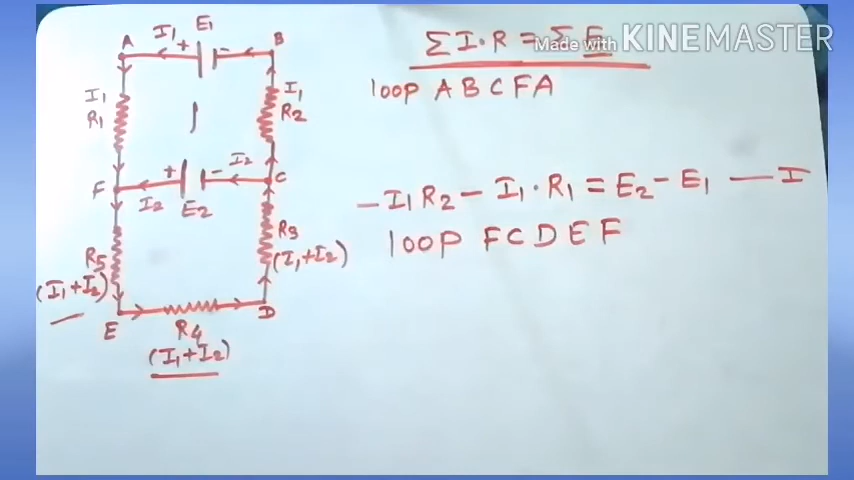 ΣI·R = ΣE
Made with KINEMASTER
loop ABCFA
-I₁R₂ - I₁·R₁ = E₂ - E₁ — I
loop FCDEF
A I₁ + E₁ - B
I₁ R₁
I₁ R₂
I
F + - I₂ C
I₂ E₂
R₃ (I₁+I₂)
R₅ (I₁+I₂)
E D
R₄
(I₁+I₂)